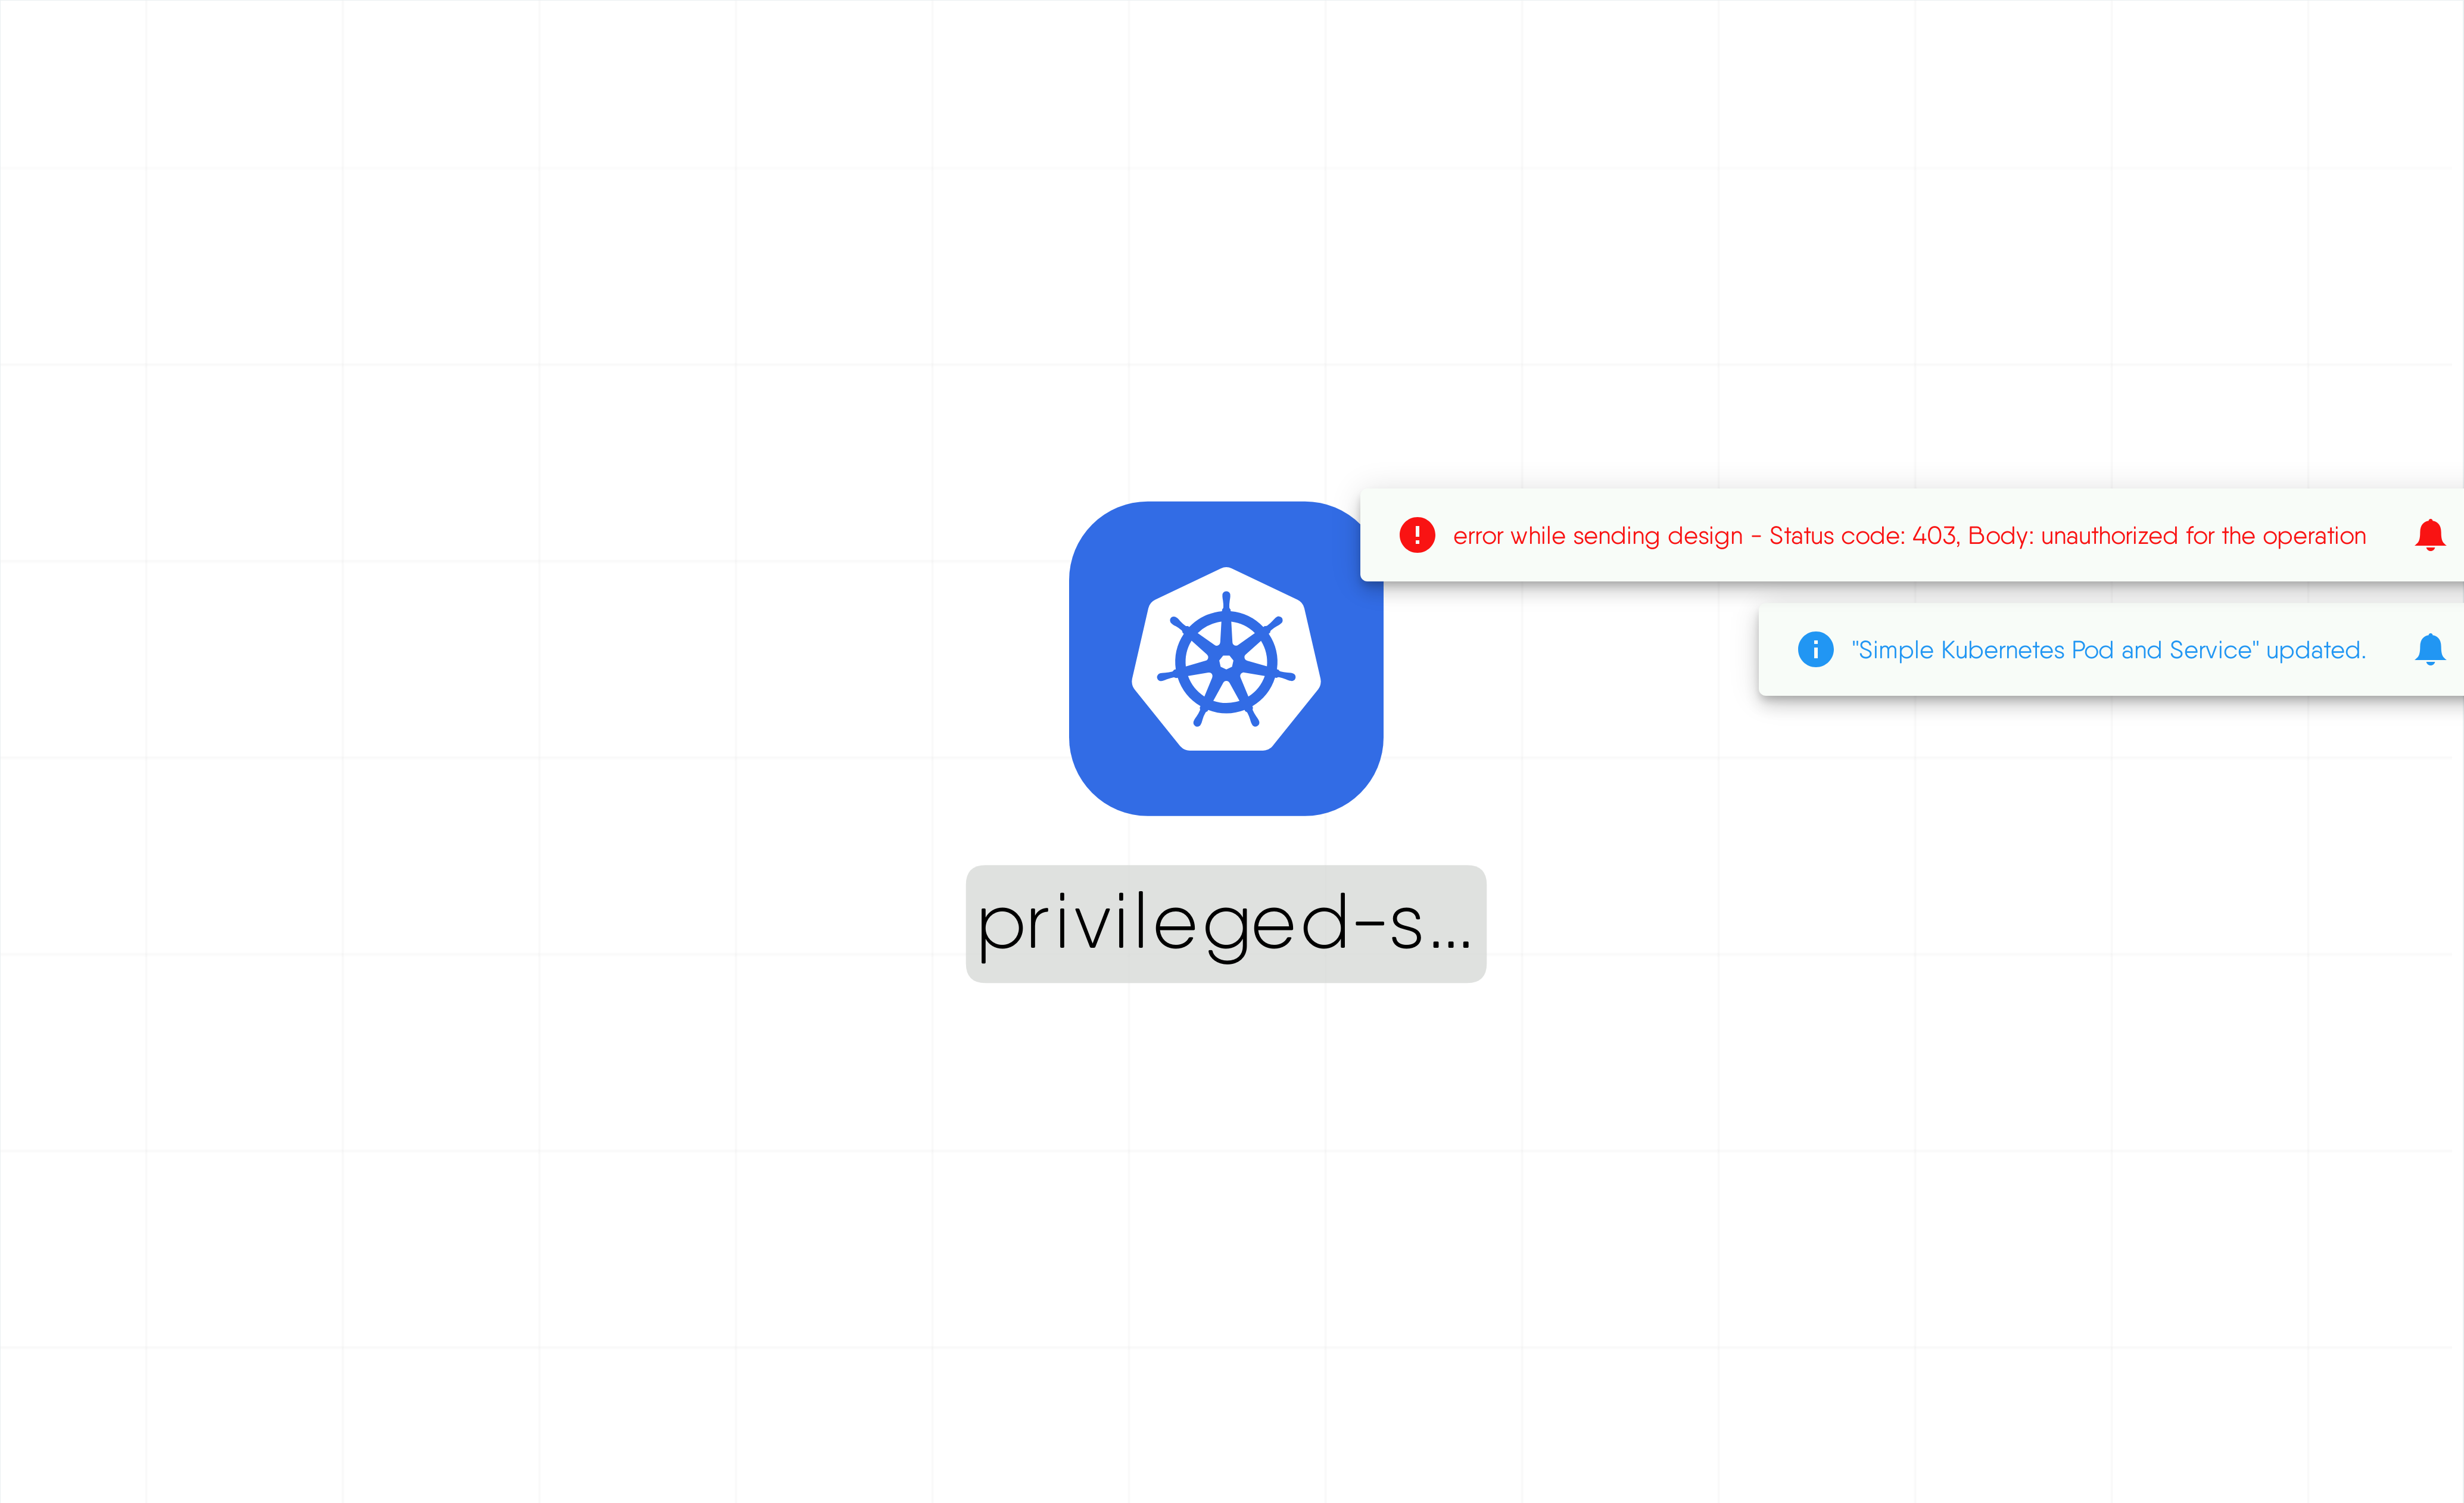 error while sending design - Status code: 403, Body: unauthorized for the operation
"Simple Kubernetes Pod and Service" updated.
privileged-s...